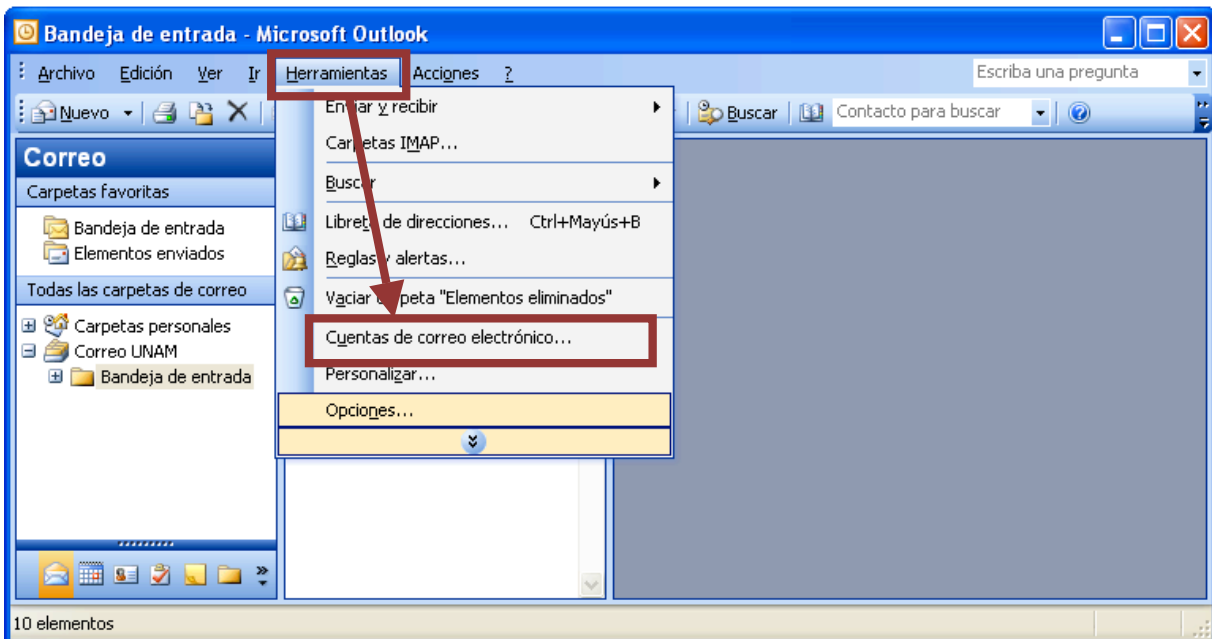 Bandeja de entrada - Microsoft Outlook
Archivo Edición Ver Ir Herramientas Acciones ? Escriba una pregunta
Nuevo Buscar Contacto para buscar
Enviar y recibir
Carpetas IMAP...
Buscar
Libreta de direcciones... Ctrl+Mayús+B
Reglas y alertas...
Vaciar carpeta "Elementos eliminados"
Cuentas de correo electrónico...
Personalizar...
Opciones...
Correo
Carpetas favoritas
Bandeja de entrada
Elementos enviados
Todas las carpetas de correo
Carpetas personales
Correo UNAM
Bandeja de entrada
10 elementos